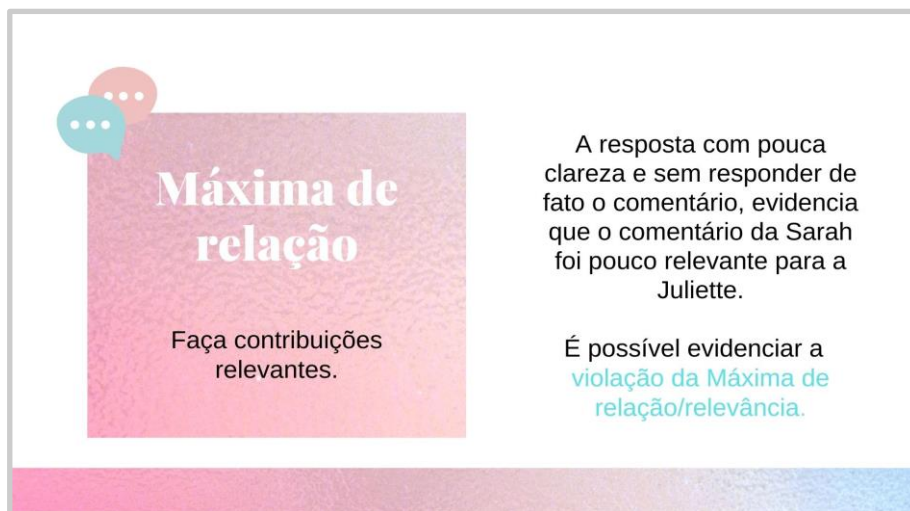 Máxima de
relação
Faça contribuições
relevantes.
A resposta com pouca
clareza e sem responder de
fato o comentário, evidencia
que o comentário da Sarah
foi pouco relevante para a
Juliette.
É possível evidenciar a
violação da Máxima de
relação/relevância.